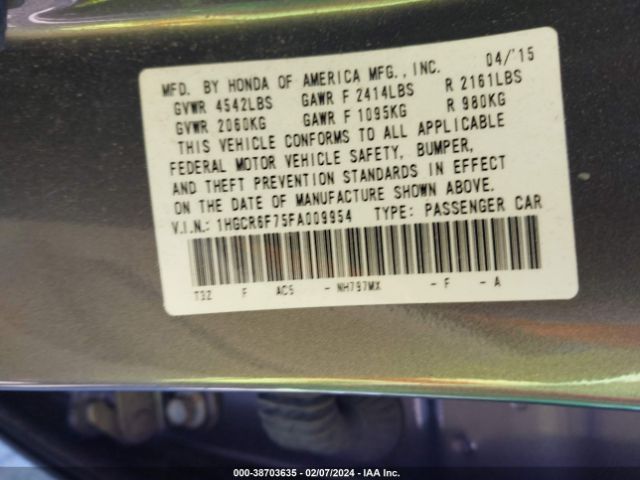 MFD. BY HONDA OF AMERICA MFG., INC. 04/'15
GVWR 4542LBS GAWR F 2414LBS R 2161LBS
GVWR 2060KG GAWR F 1095KG R 980KG
THIS VEHICLE CONFORMS TO ALL APPLICABLE
FEDERAL MOTOR VEHICLE SAFETY, BUMPER,
AND THEFT PREVENTION STANDARDS IN EFFECT
ON THE DATE OF MANUFACTURE SHOWN ABOVE.
V.I.N.: 1HGCR6F75FA009954 TYPE: PASSENGER CAR
T3Z F AC5 - NH797MX - F - A
000-38703635 - 02/07/2024 - IAA Inc.